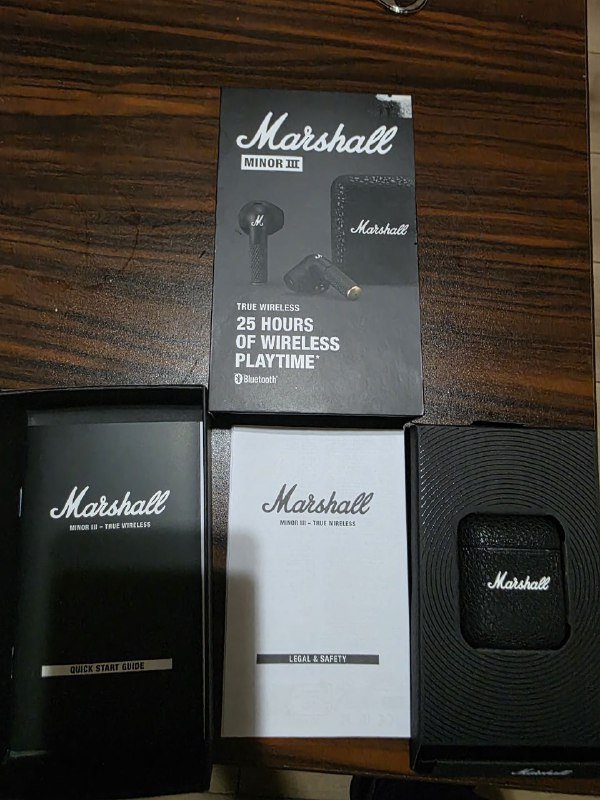 Marshall
MINOR III
M
Marshall
TRUE WIRELESS
25 HOURS
OF WIRELESS
PLAYTIME*
Bluetooth®
Marshall
MINOR III – TRUE WIRELESS
QUICK START GUIDE
Marshall
MINOR III – TRUE WIRELESS
LEGAL & SAFETY
Marshall
Marshall